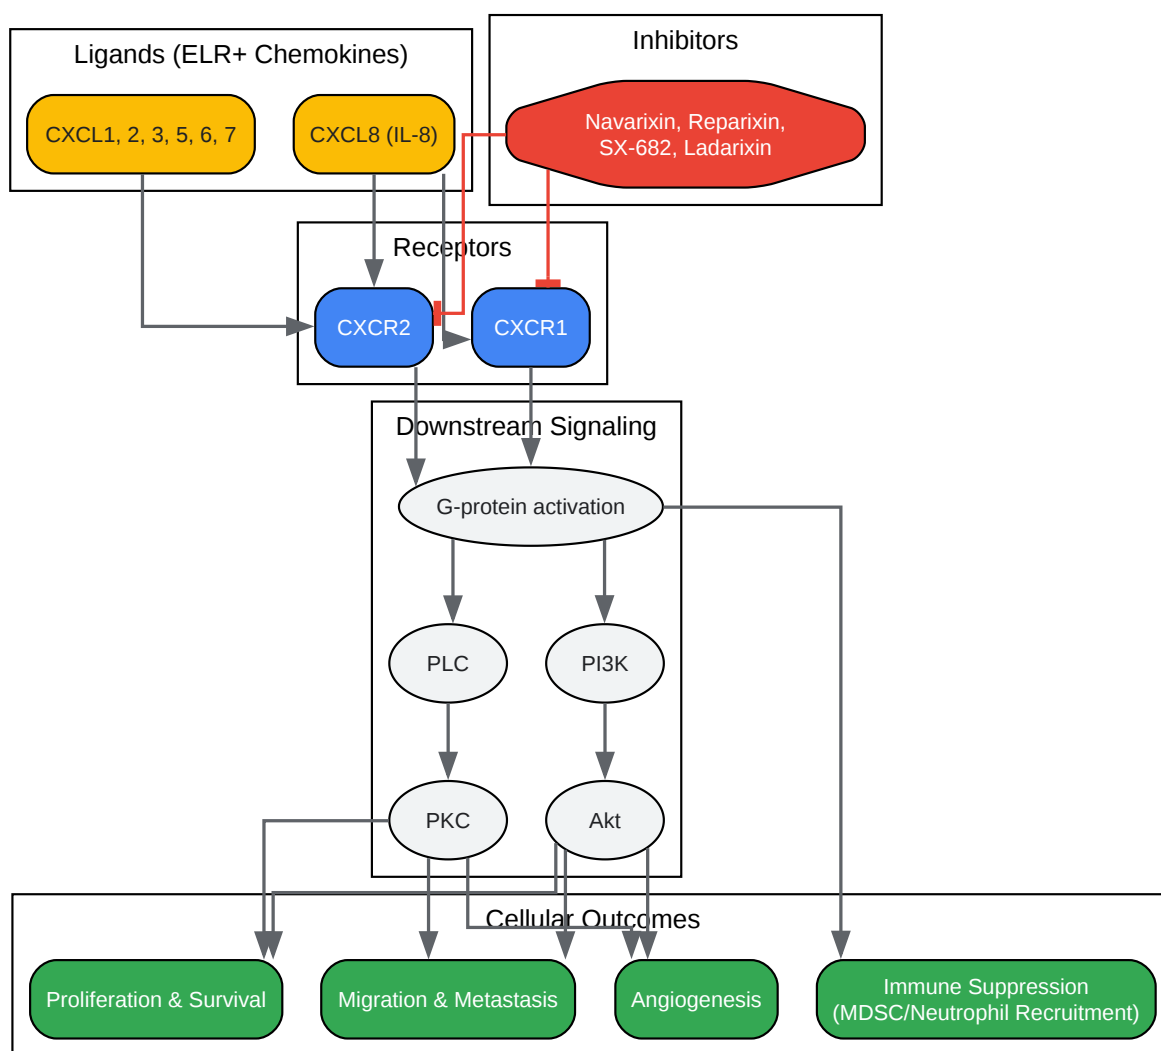 Ligands (ELR+ Chemokines)
Inhibitors
CXCL1, 2, 3, 5, 6, 7
CXCL8 (IL-8)
Navarixin, Reparixin,
SX-682, Ladarixin
Receptors
CXCR2
CXCR1
Downstream Signaling
G-protein activation
PLC
PI3K
PKC
Akt
Cellular Outcomes
Proliferation & Survival
Migration & Metastasis
Angiogenesis
Immune Suppression
(MDSC/Neutrophil Recruitment)